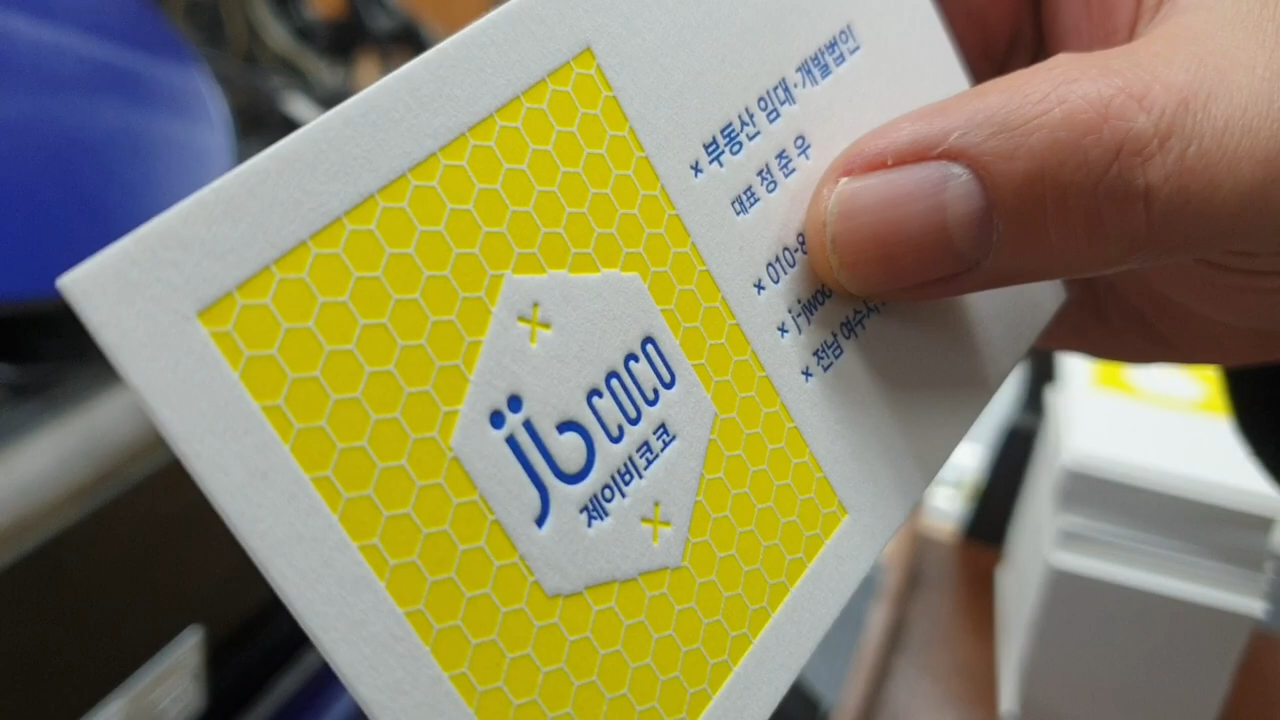 jb COCO
제이비코코
× 부동산 임대·개발법인
대표 정 준 우
× 010-8
× j-jwoo
× 전남 여수시